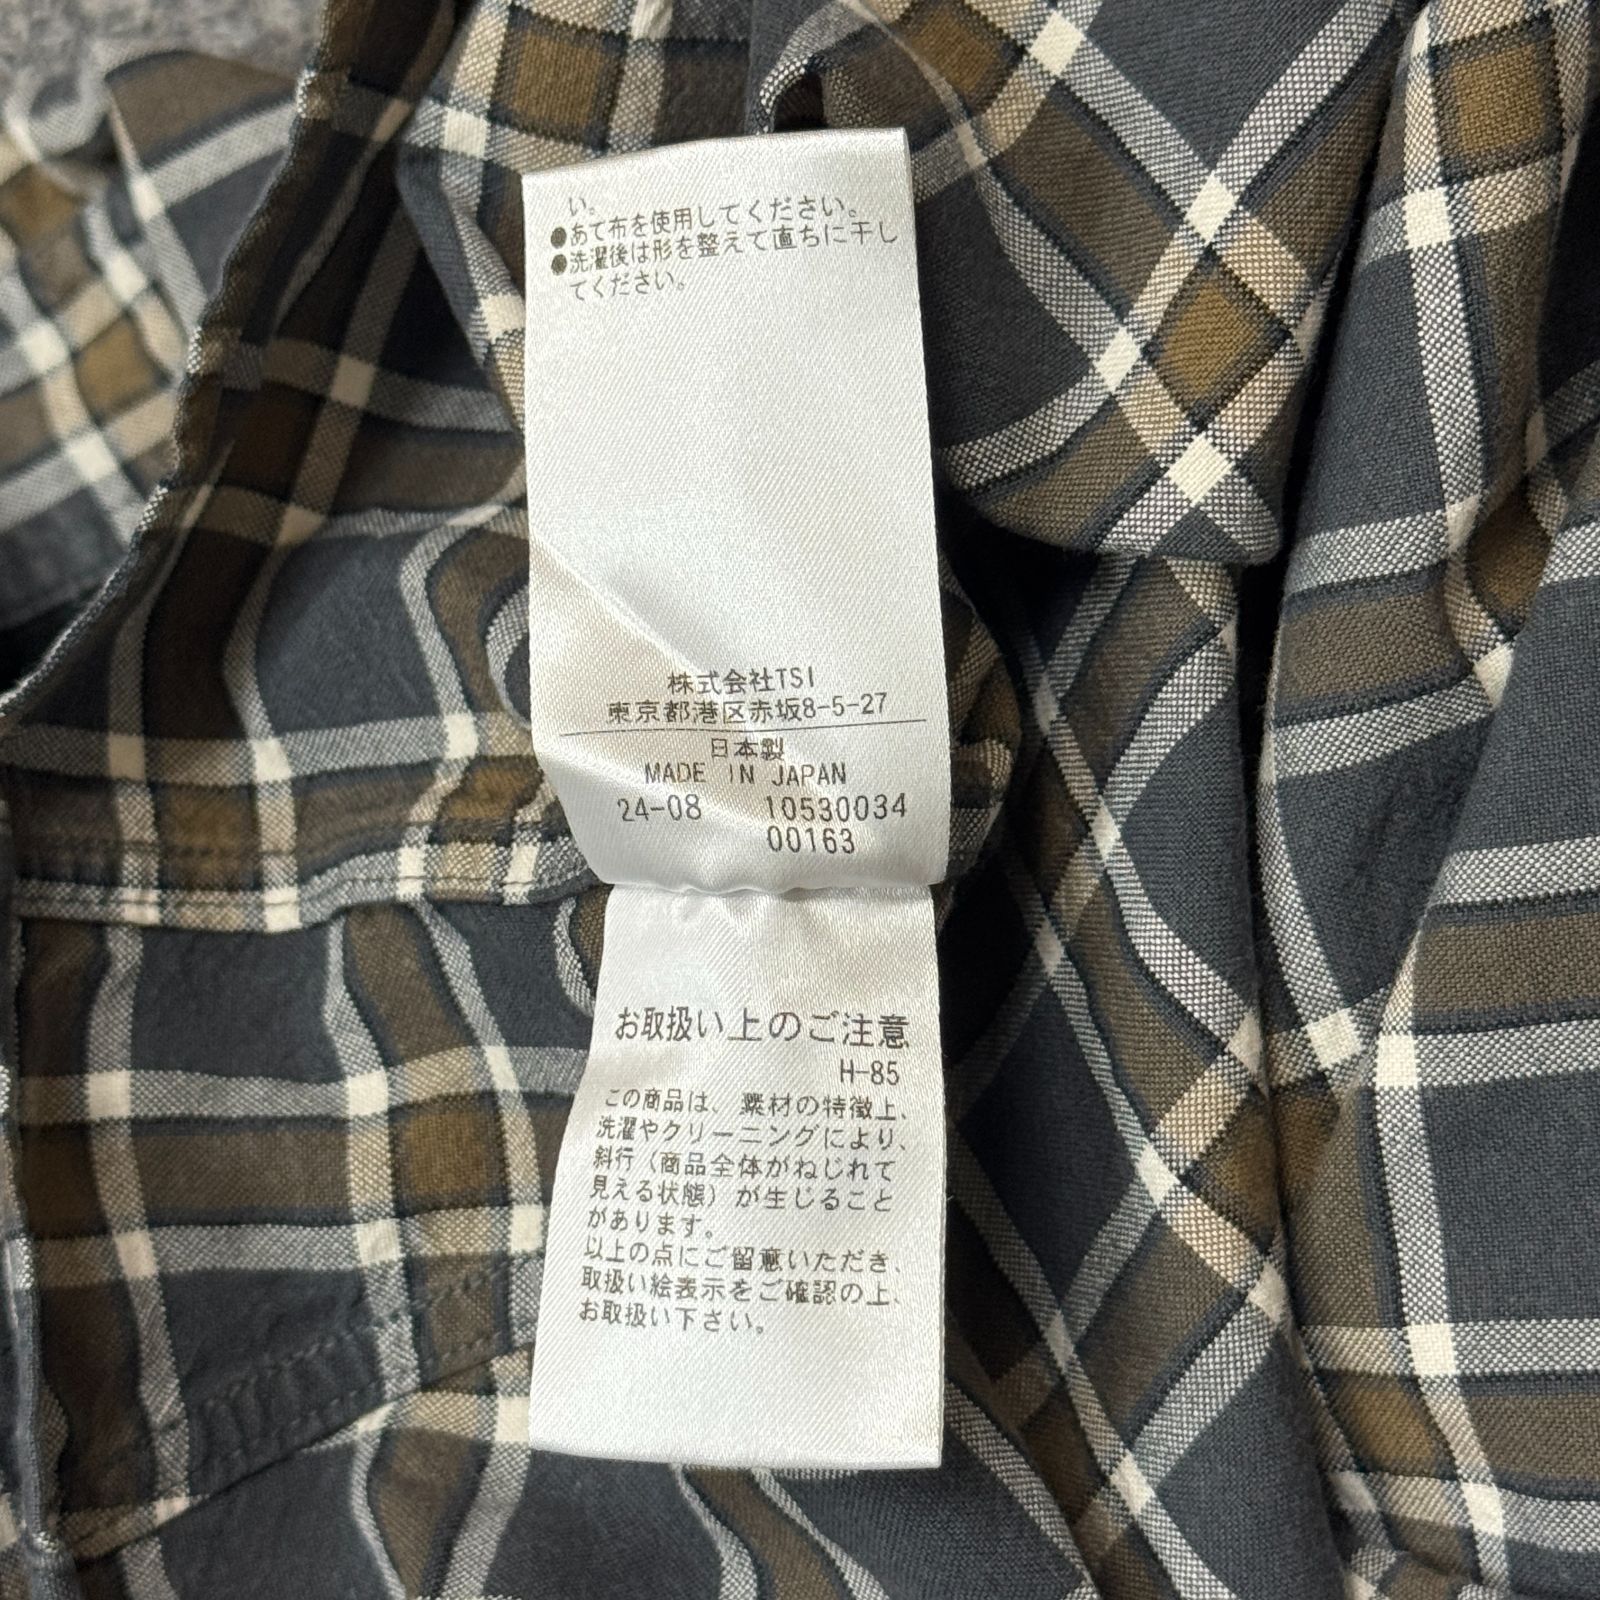 い。
●あて布を使用してください。
●洗濯後は形を整えて直ちに干し
てください。
株式会社TSI
東京都港区赤坂8-5-27
日本製
MADE IN JAPAN
24-08 10530034
00163
お取扱い上のご注意
H-85
この商品は、素材の特徴上、
洗濯やクリーニングにより、
斜行（商品全体がねじれて
見える状態）が生じること
があります。
以上の点にご留意いただき、
取扱い絵表示をご確認の上、
お取扱い下さい。